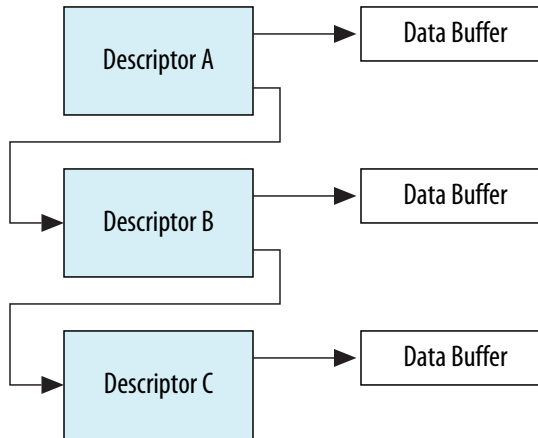 Descriptor A
Data Buffer
Descriptor B
Data Buffer
Descriptor C
Data Buffer